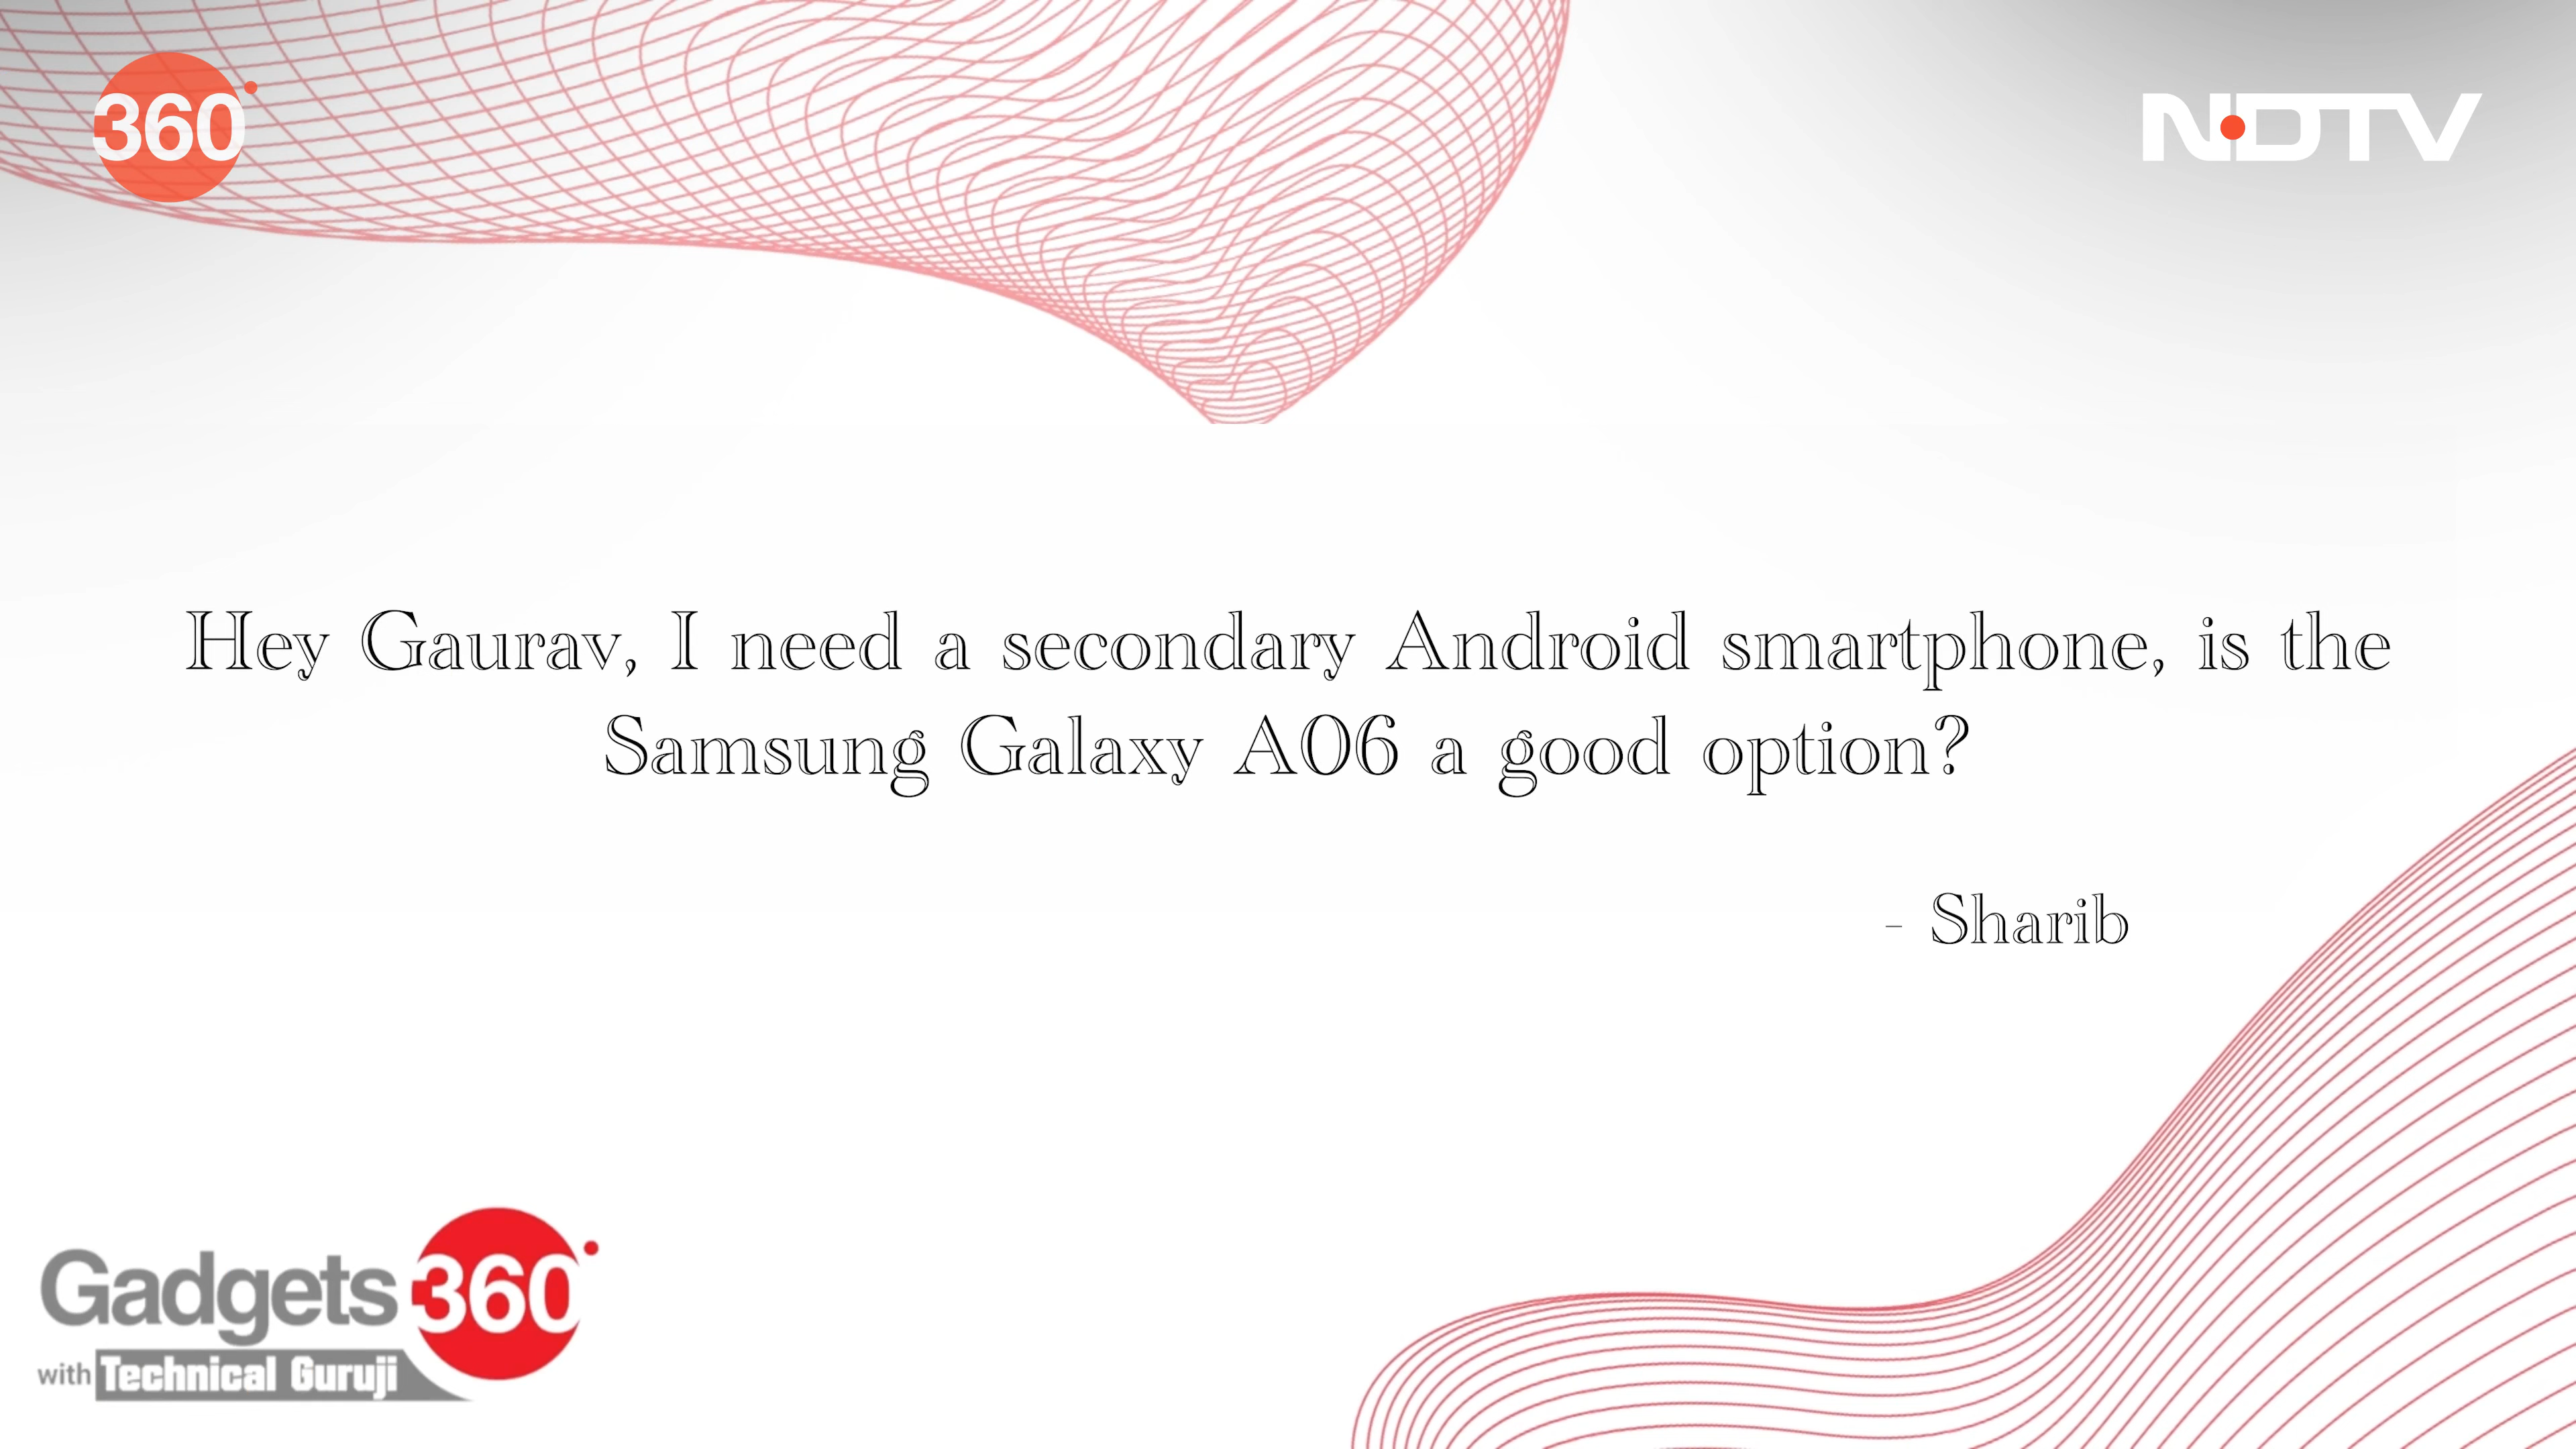 360
NDTV
Hey Gaurav, I need a secondary Android smartphone, is the
Samsung Galaxy A06 a good option?
- Sharib
Gadgets 360
with Technical Guruji